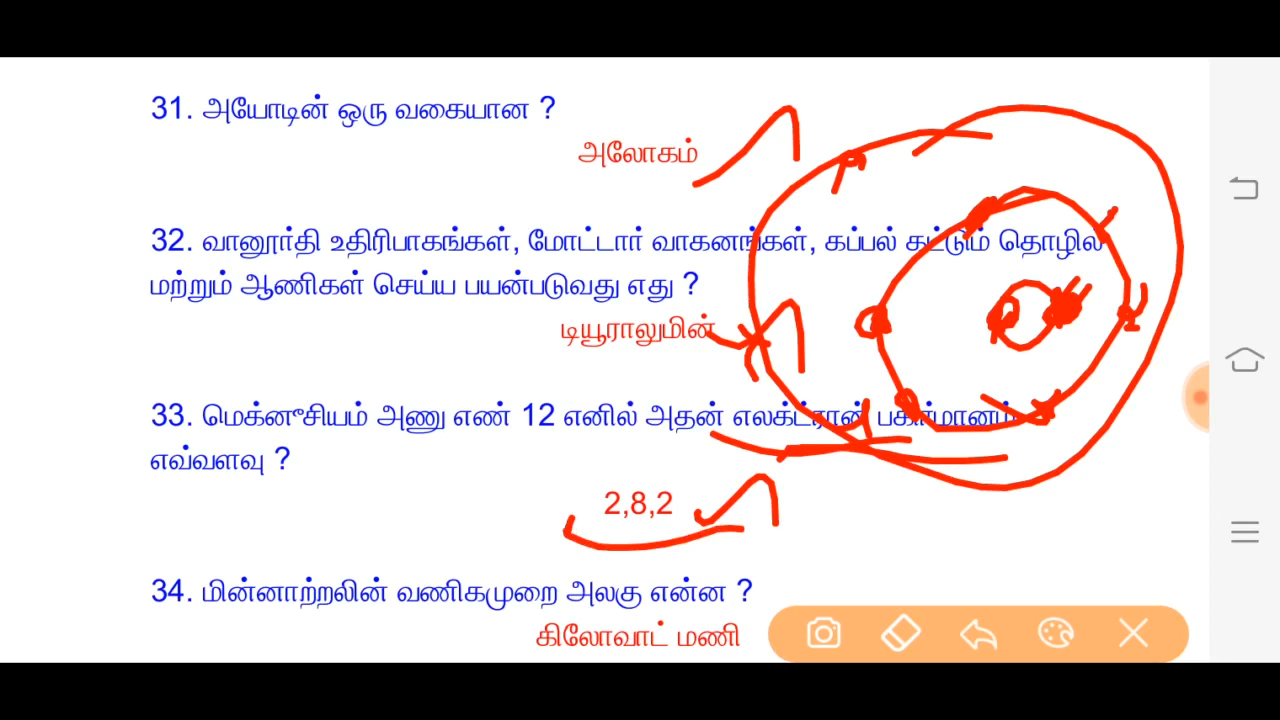 31. அயோடின் ஒரு வகையான ?
அலோகம்
32. வானூர்தி உதிரிபாகங்கள், மோட்டார் வாகனங்கள், கப்பல் கட்டும் தொழில்
மற்றும் ஆணிகள் செய்ய பயன்படுவது எது ?
டியூராலுமின்
33. மெக்னீசியம் அணு எண் 12 எனில் அதன் எலக்ட்ரான் பகிர்மானம்
எவ்வளவு ?
2,8,2
34. மின்னாற்றலின் வணிகமுறை அலகு என்ன ?
கிலோவாட் மணி